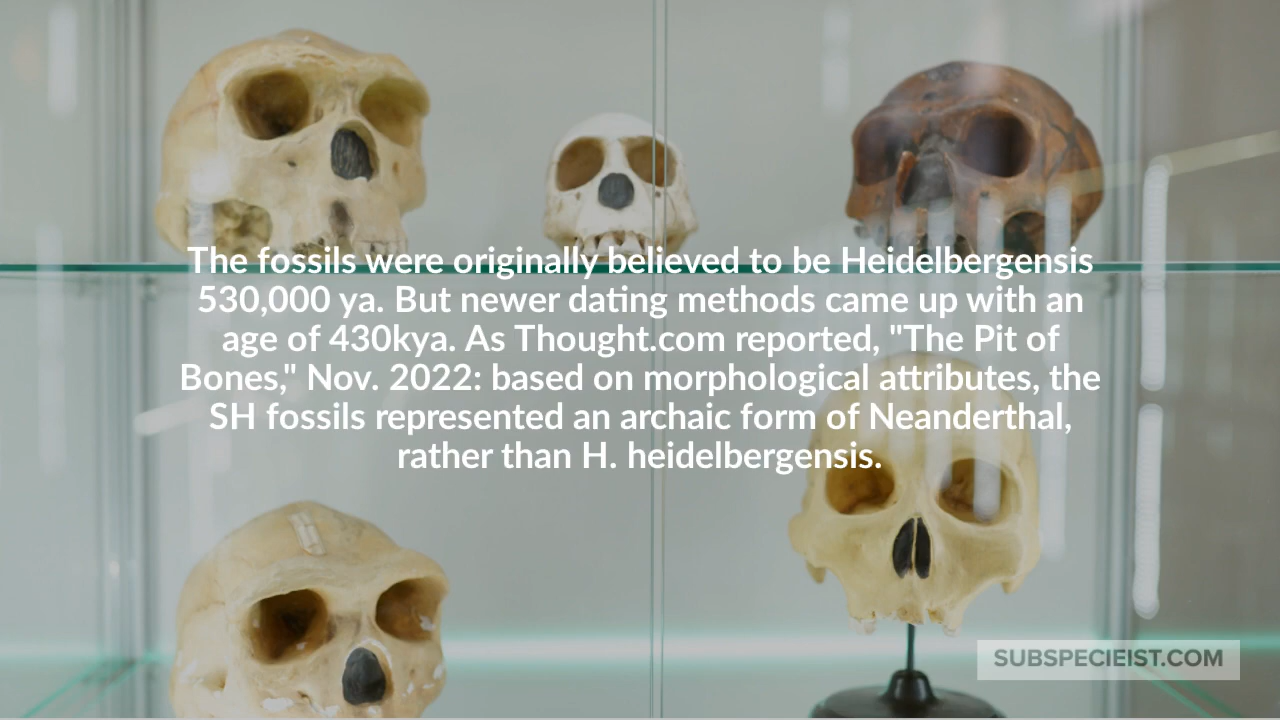 The fossils were originally believed to be Heidelbergensis
530,000 ya. But newer dating methods came up with an
age of 430kya. As Thought.com reported, "The Pit of
Bones," Nov. 2022: based on morphological attributes, the
SH fossils represented an archaic form of Neanderthal,
rather than H. heidelbergensis.
SUBSPECIEIST.COM